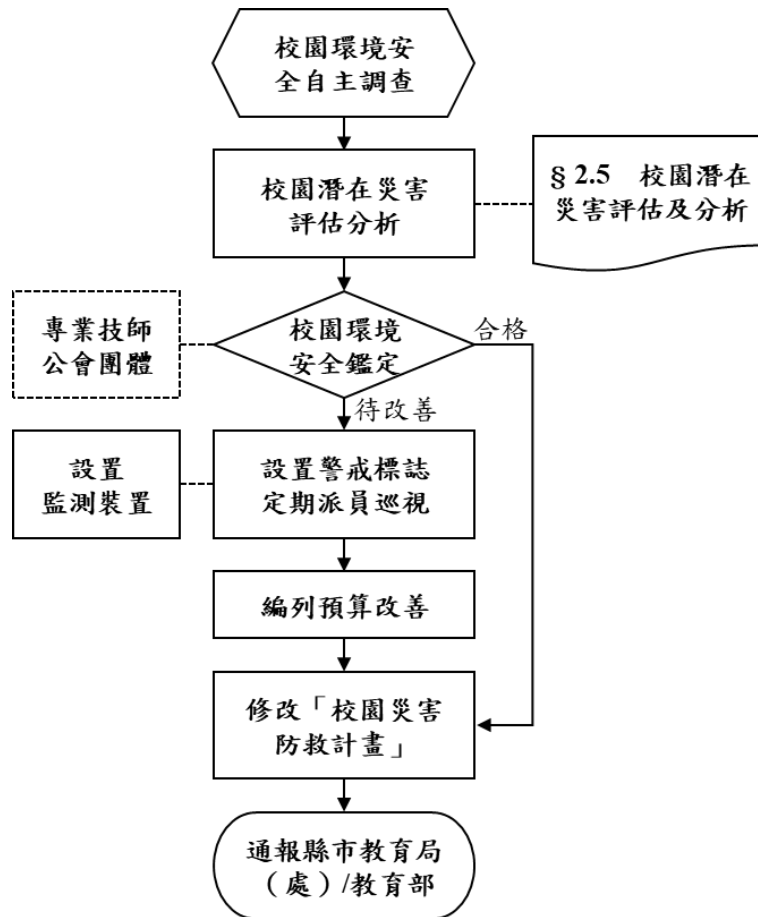 校園環境安
全自主調查
校園潛在災害
評估分析
§ 2.5 校園潛在
災害評估及分析
專業技師
公會團體
校園環境
安全鑑定
合格
待改善
設置
監測裝置
設置警戒標誌
定期派員巡視
編列預算改善
修改「校園災害
防救計畫」
通報縣市教育局
（處）/教育部